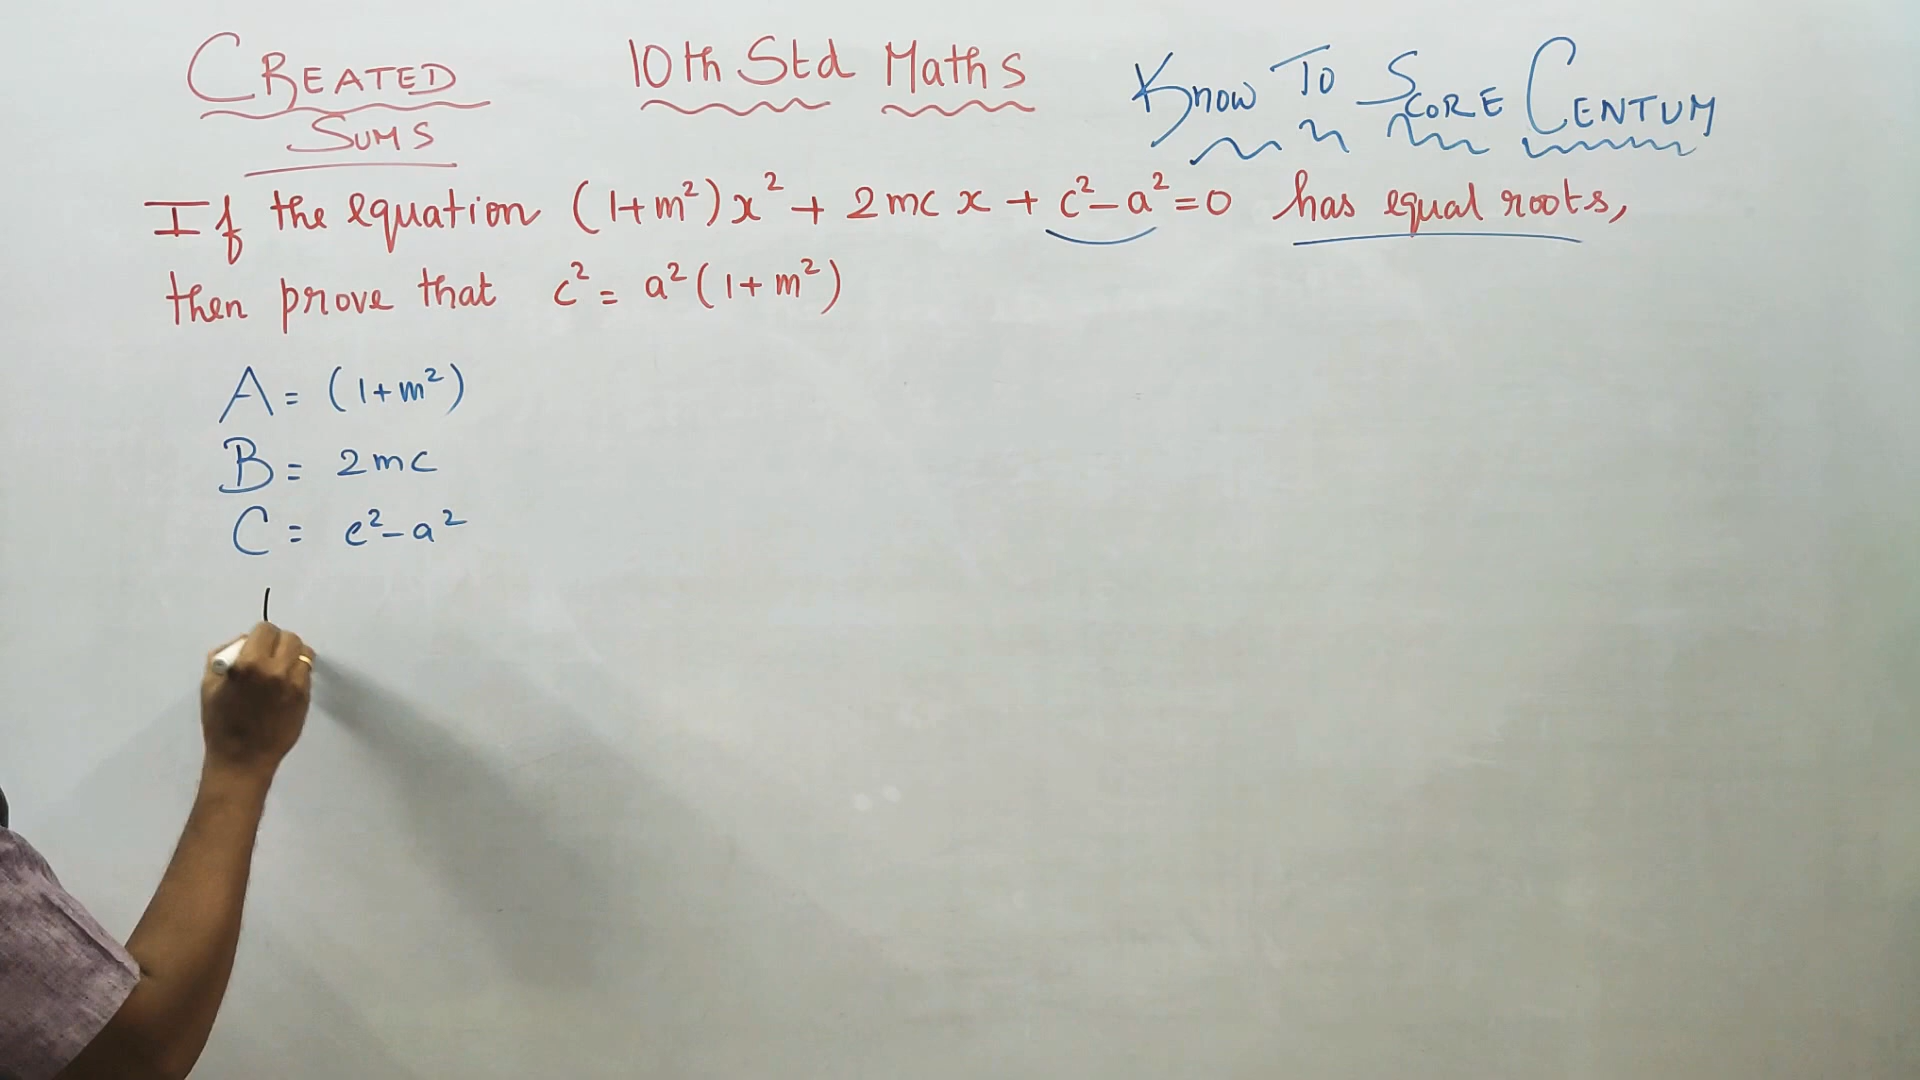 CREATED SUMS
10th Std Maths
Know To Score Centum
If the equation (1+m²)x² + 2mcx + c²-a²=0 has equal roots,
then prove that c² = a²(1+m²)
A = (1+m²)
B = 2mc
C = c²-a²